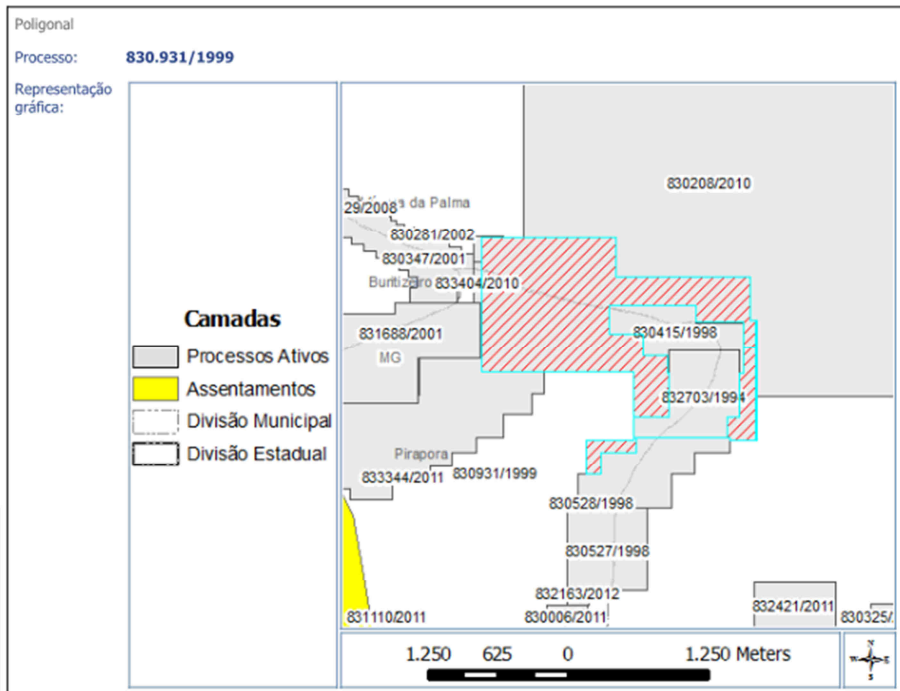 Poligonal
Processo: 830.931/1999
Representação
gráfica:
Camadas
Processos Ativos
Assentamentos
Divisão Municipal
Divisão Estadual
830208/2010
da Palma
29/2008
830281/2002
830347/2001
Buritizeiro
833404/2010
831688/2001
MG
830415/1998
832703/1994
Pirapora
833344/2011
830931/1999
830528/1998
830527/1998
832163/2012
831110/2011
830006/2011
832421/2011
830325/
1.250 625 0 1.250 Meters
N
W
E
S